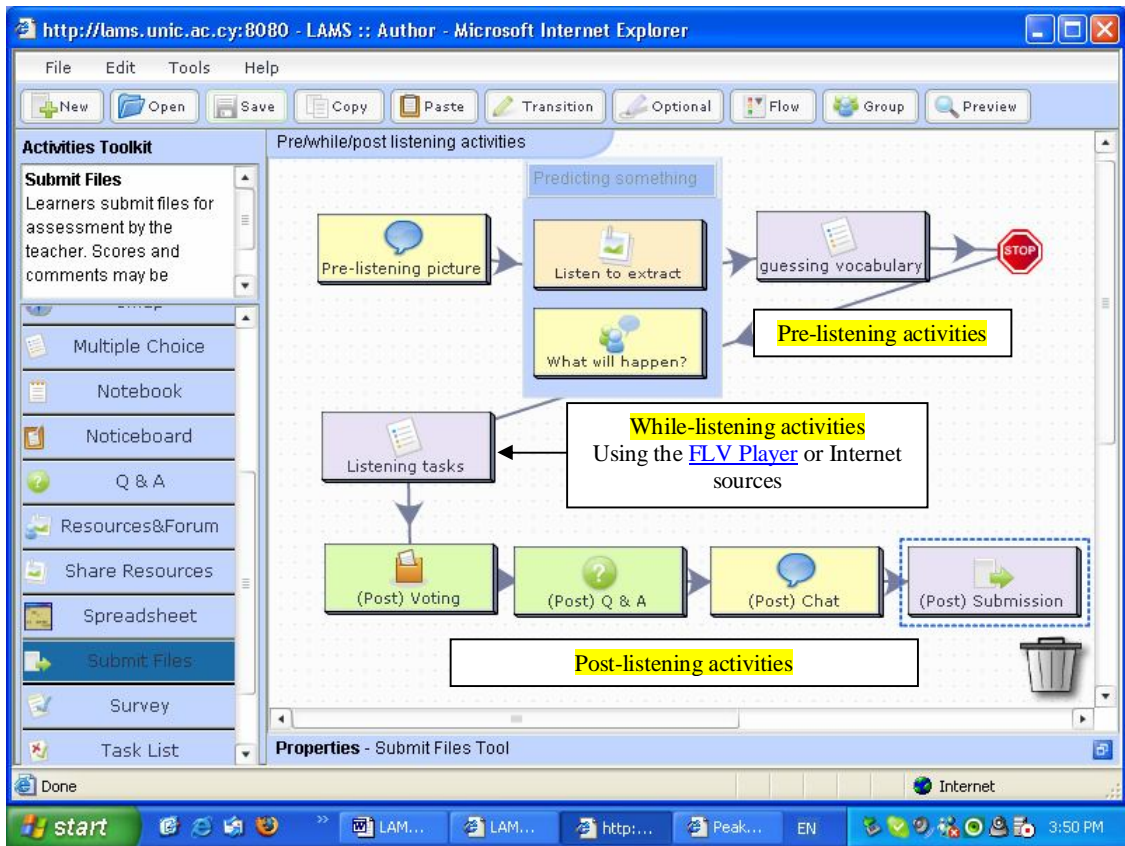 http://lams.unic.ac.cy:8080 - LAMS :: Author - Microsoft Internet Explorer
File Edit Tools Help
New Open Save Copy Paste Transition Optional Flow Group Preview
Activities Toolkit
Submit Files
Learners submit files for
assessment by the
teacher. Scores and
comments may be
Multiple Choice
Notebook
Noticeboard
Q & A
Resources&Forum
Share Resources
Spreadsheet
Submit Files
Survey
Task List
Pre/while/post listening activities
Predicting something
Pre-listening picture
Listen to extract
guessing vocabulary
STOP
What will happen?
Pre-listening activities
Listening tasks
While-listening activities
Using the FLV Player or Internet
sources
(Post) Voting
(Post) Q & A
(Post) Chat
(Post) Submission
Post-listening activities
Properties - Submit Files Tool
Done
Internet
start
LAM...
LAM...
http:...
Peak...
EN
3:50 PM